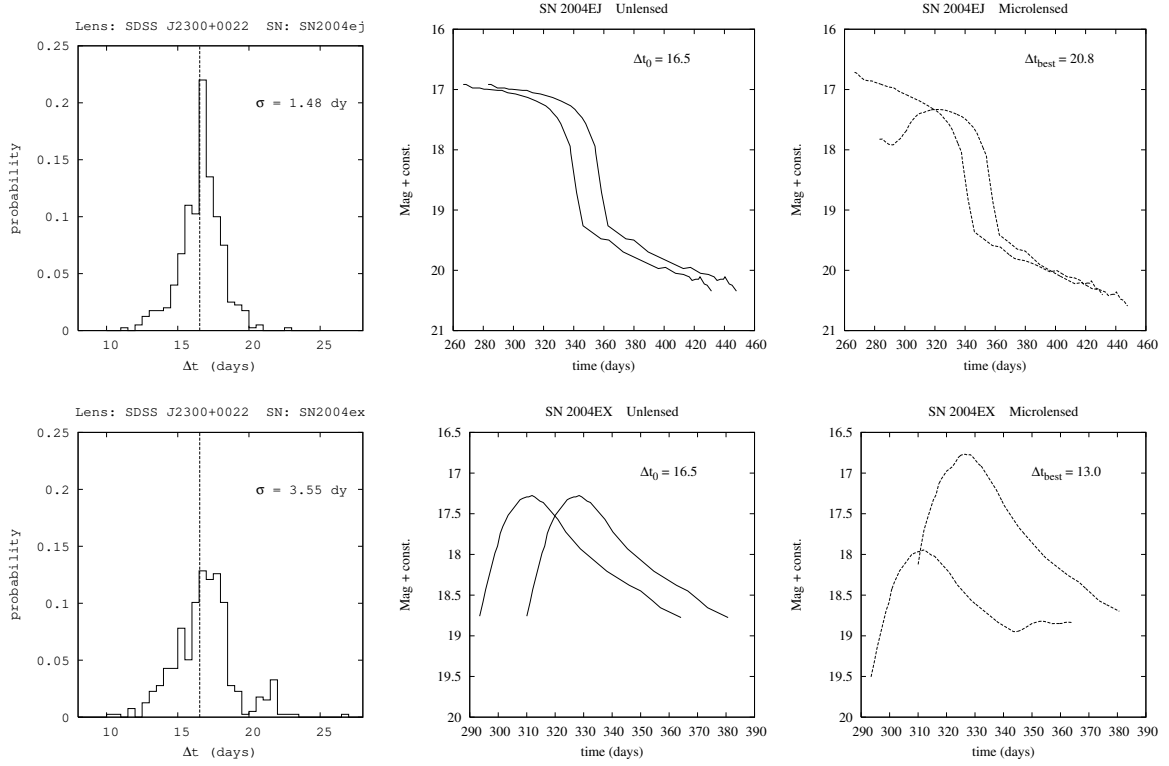 Lens: SDSS J2300+0022 SN: SN2004ej
σ = 1.48 dy
probability
0.25
0.2
0.15
0.1
0.05
0
10 15 20 25
Δt (days)
SN 2004EJ Unlensed
Δt₀ = 16.5
Mag + const.
16
17
18
19
20
21
260 280 300 320 340 360 380 400 420 440 460
time (days)
SN 2004EJ Microlensed
Δt_best = 20.8
Mag + const.
16
17
18
19
20
21
260 280 300 320 340 360 380 400 420 440 460
time (days)
Lens: SDSS J2300+0022 SN: SN2004ex
σ = 3.55 dy
probability
0.25
0.2
0.15
0.1
0.05
0
10 15 20 25
Δt (days)
SN 2004EX Unlensed
Δt₀ = 16.5
Mag + const.
16.5
17
17.5
18
18.5
19
19.5
20
290 300 310 320 330 340 350 360 370 380 390
time (days)
SN 2004EX Microlensed
Δt_best = 13.0
Mag + const.
16.5
17
17.5
18
18.5
19
19.5
20
290 300 310 320 330 340 350 360 370 380 390
time (days)